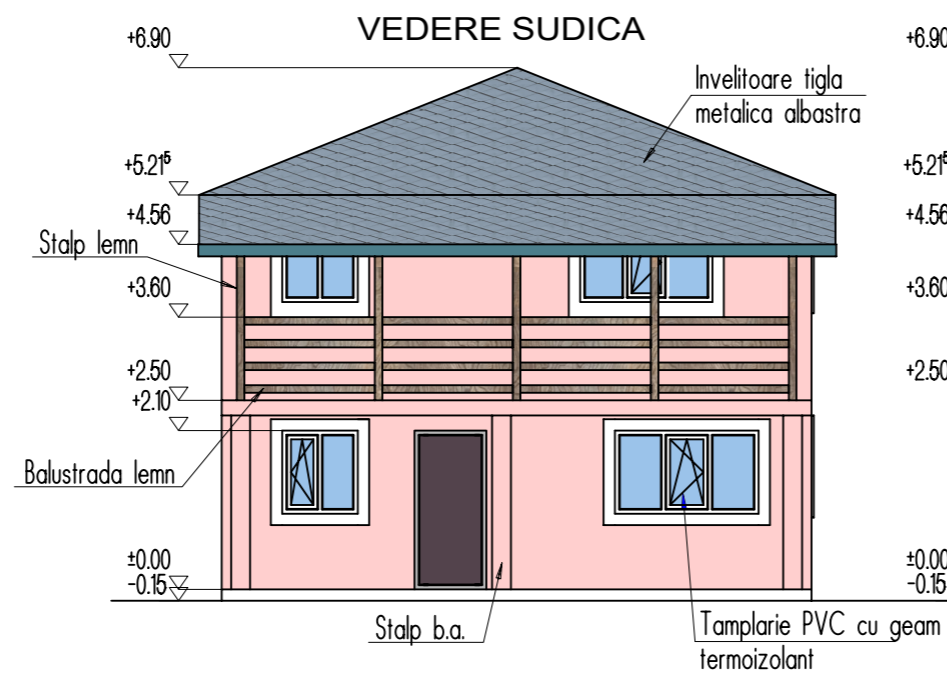 VEDERE SUDICA
+6.90
+6.90
Invelitoare tigla
metalica albastra
+5.21⁵
+5.21⁵
+4.56
+4.56
Stalp lemn
+3.60
+3.60
+2.50
+2.50
+2.10
Balustrada lemn
±0.00
±0.00
-0.15
-0.15
Stalp b.a.
Tamplarie PVC cu geam
termoizolant